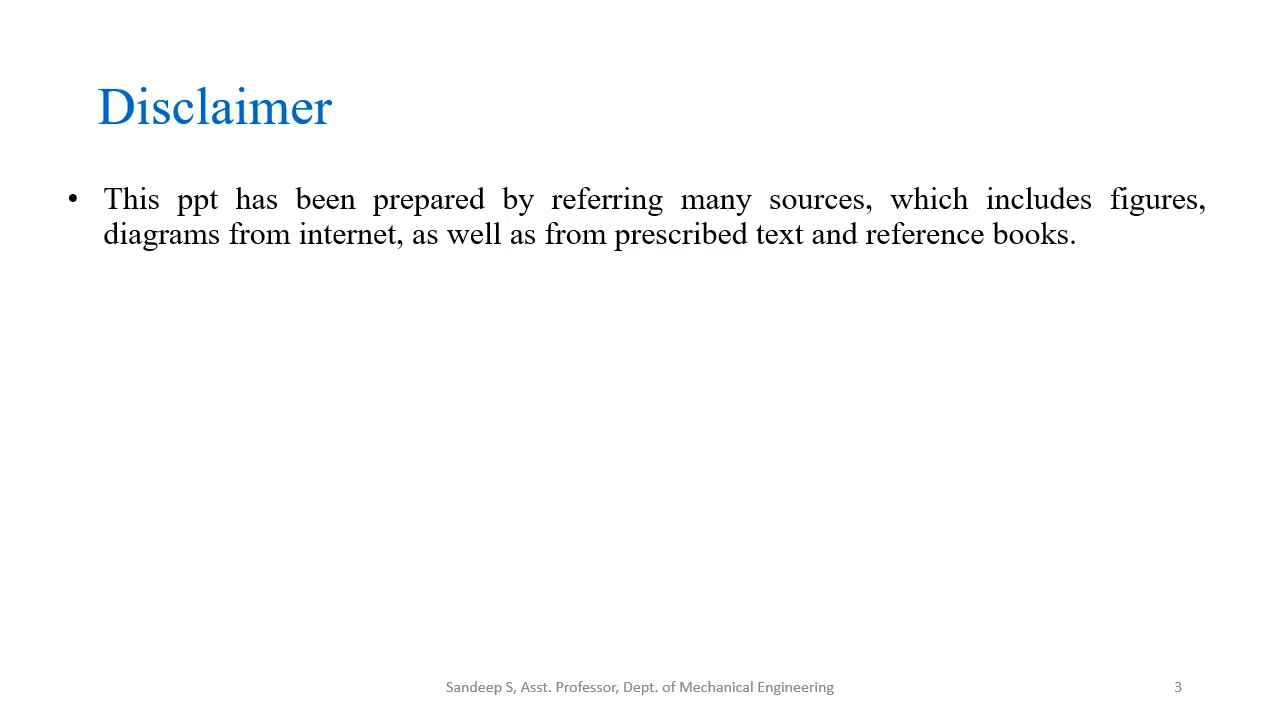 Disclaimer
• This ppt has been prepared by referring many sources, which includes figures,
diagrams from internet, as well as from prescribed text and reference books.
Sandeep S, Asst. Professor, Dept. of Mechanical Engineering
3